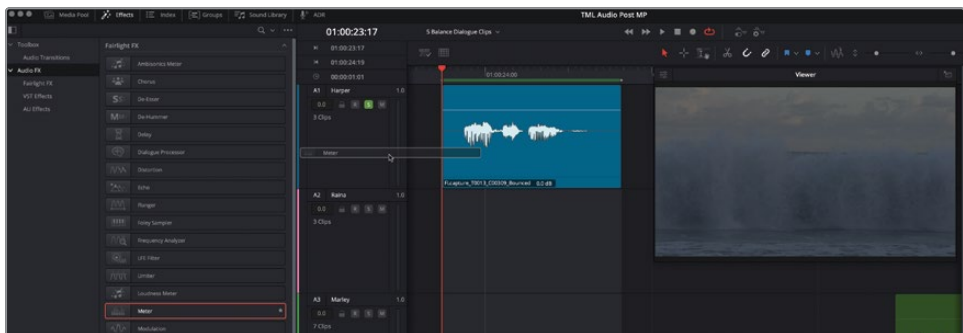 Media Pool Effects Index Groups Sound Library ADR TML Audio Post MP
01:00:23:17 5 Balance Dialogue Clips
Toolbox
Audio Transitions
Audio FX
Fairlight FX
VST Effects
AU Effects
Fairlight FX
Ambisonics Meter
Chorus
De-Esser
De-Hummer
Delay
Dialogue Processor
Distortion
Echo
Flanger
Foley Sampler
Frequency Analyzer
LFE Filter
Limiter
Loudness Meter
Meter
Modulation
01:00:23:17
01:00:24:19
00:00:01:01
01:00:24:00
A1 Harper 1.0
0.0 R S M
3 Clips
Meter
A2 Raina 1.0
0.0 R S M
3 Clips
A3 Marley 1.0
0.0 R S M
7 Clips
0.0 dB
Viewer